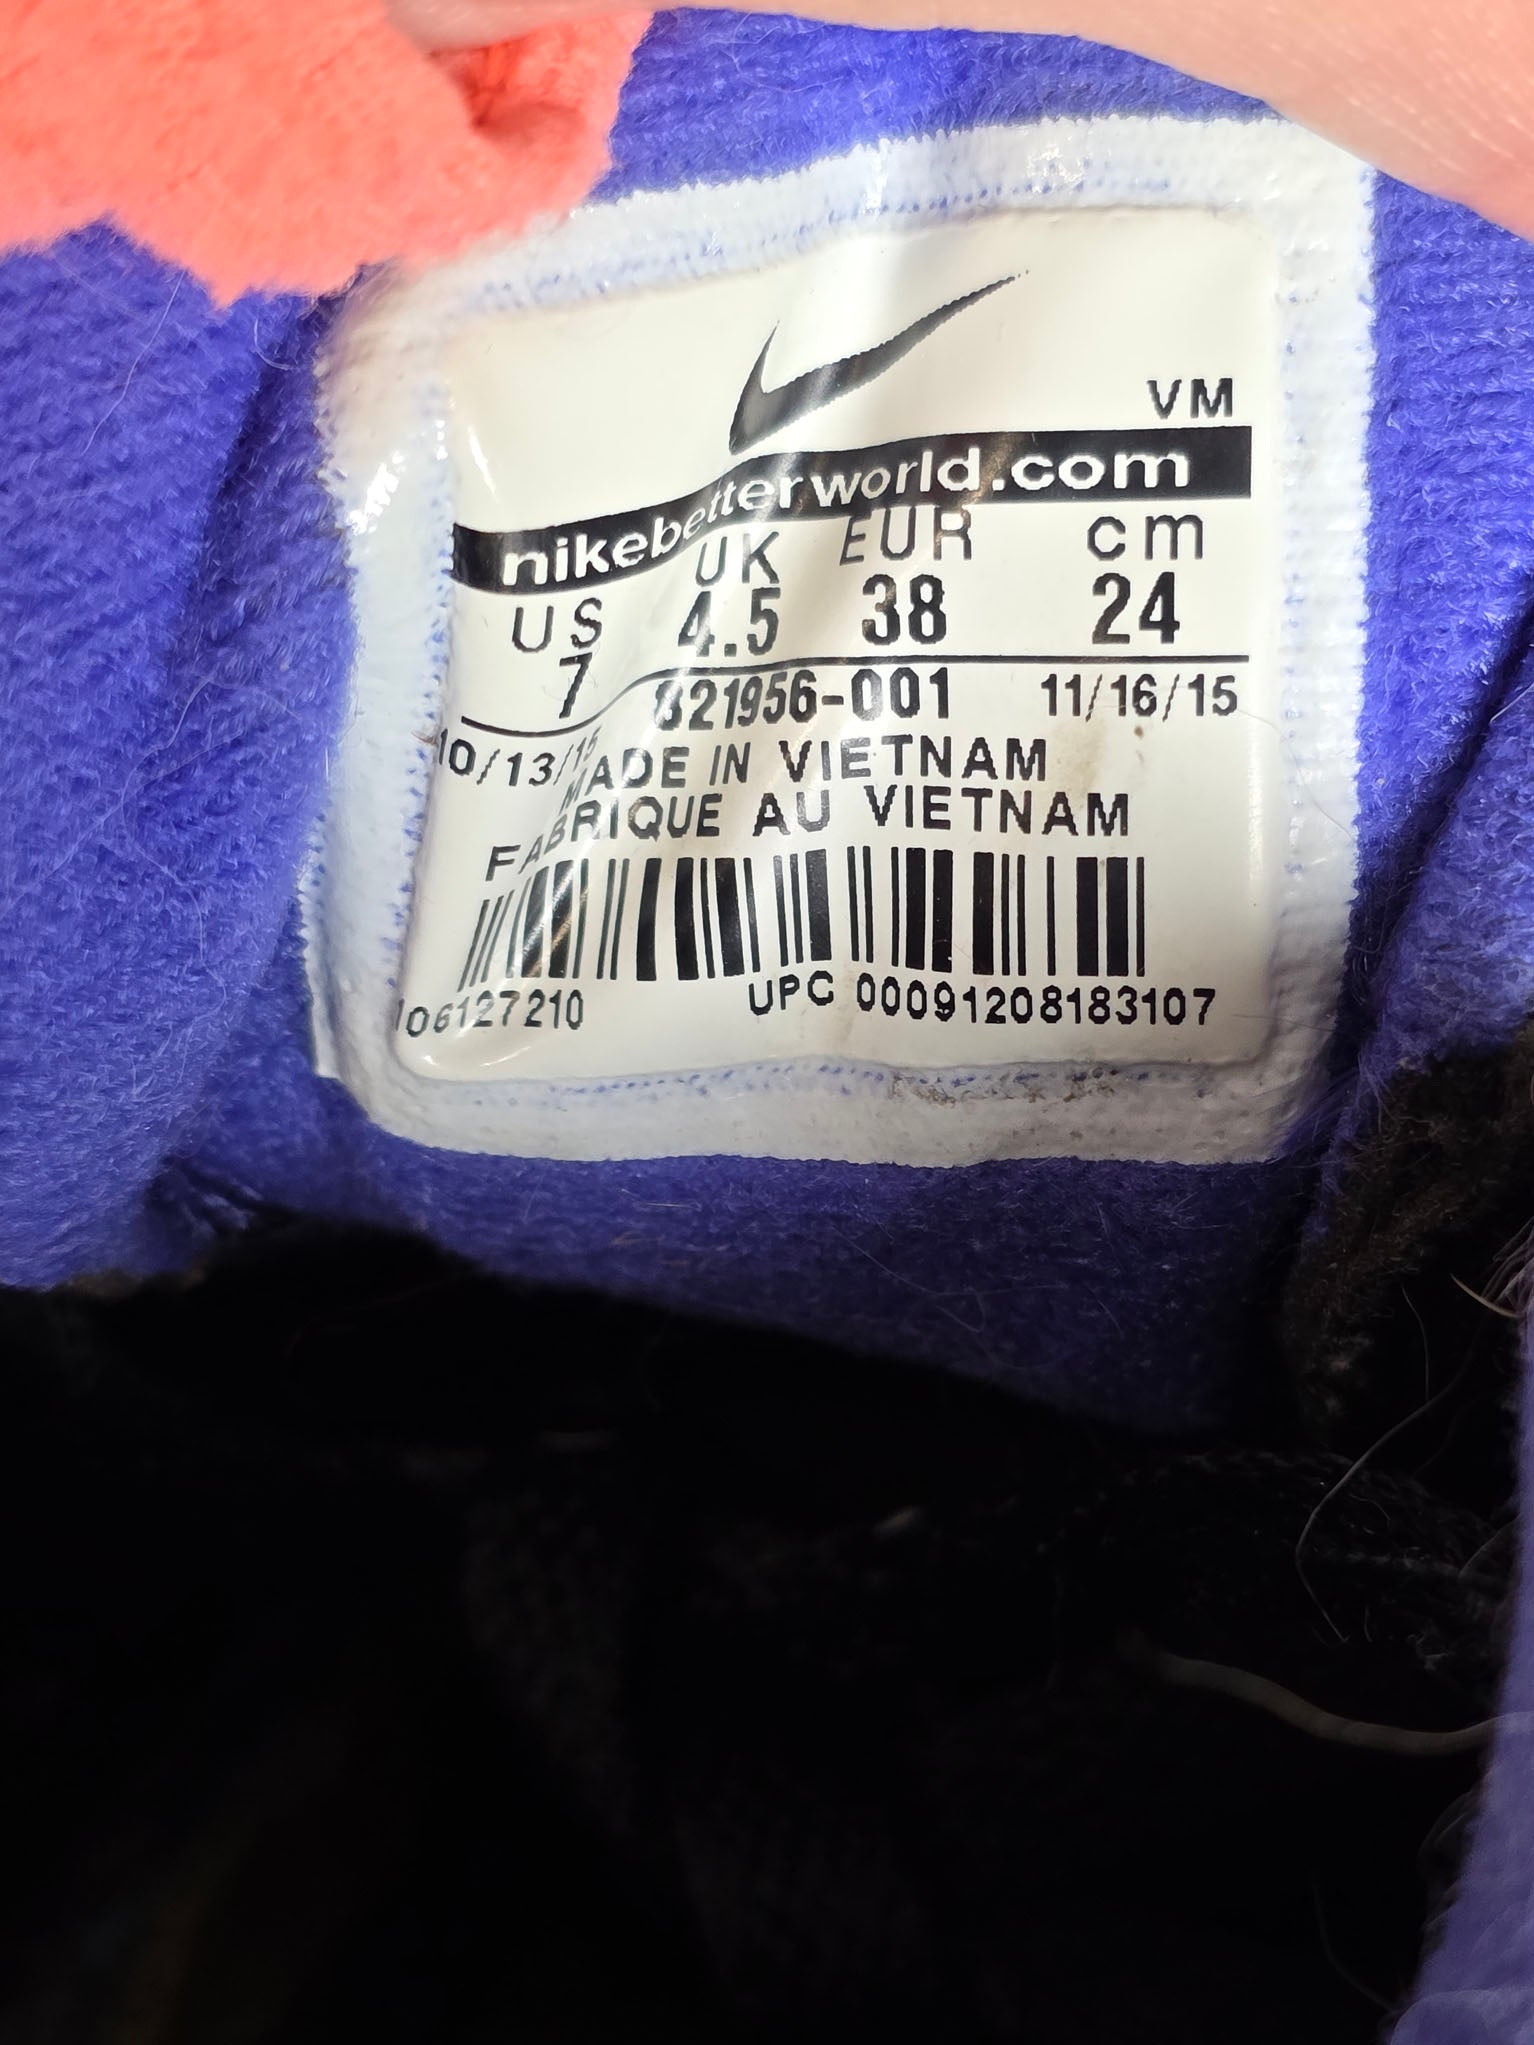 VM
nikebetterworld.com
US UK EUR cm
7 4.5 38 24
821956-001
10/13/15 11/16/15
MADE IN VIETNAM
FABRIQUE AU VIETNAM
106127210 UPC 00091208183107